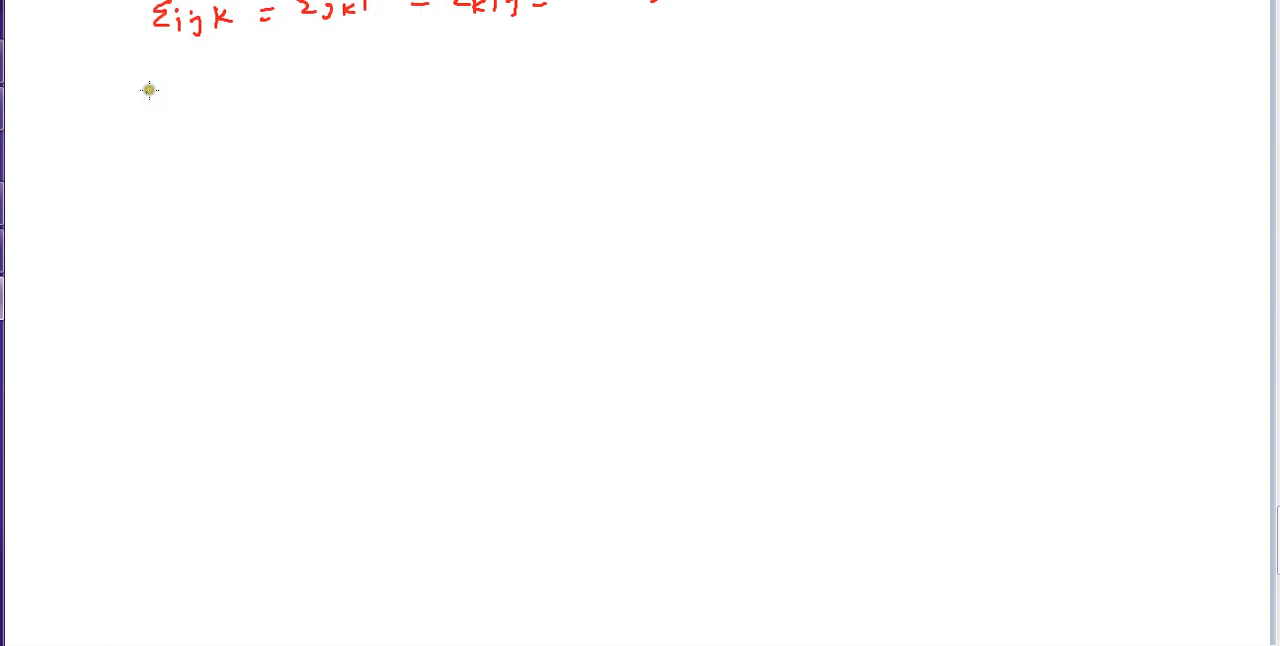 εijk = εjki = εkij =